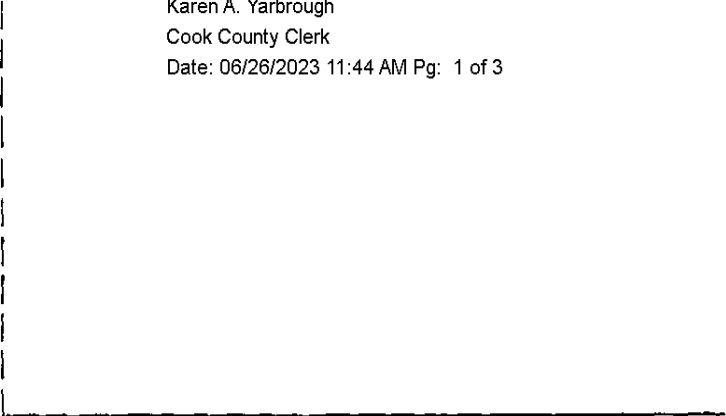 Karen A. Yarbrough
Cook County Clerk
Date: 06/26/2023 11:44 AM Pg: 1 of 3